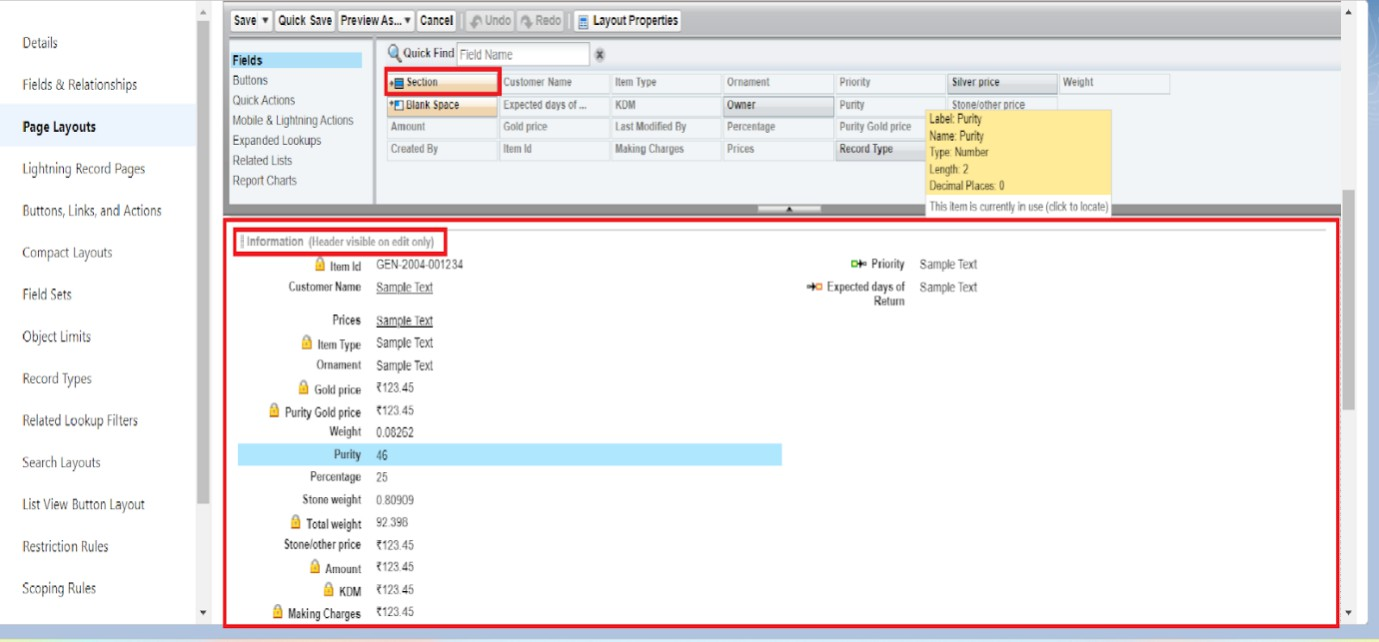 Details
Fields & Relationships
Page Layouts
Lightning Record Pages
Buttons, Links, and Actions
Compact Layouts
Field Sets
Object Limits
Record Types
Related Lookup Filters
Search Layouts
List View Button Layout
Restriction Rules
Scoping Rules
Save Quick Save Preview As... Cancel Undo Redo Layout Properties
Fields
Buttons
Quick Actions
Mobile & Lightning Actions
Expanded Lookups
Related Lists
Report Charts
Quick Find Field Name
Section Customer Name Item Type Ornament Priority Silver price Weight
Blank Space Expected days of ... KDM Owner Purity Stone/other price
Amount Gold price Last Modified By Percentage Purity Gold price
Created By Item Id Making Charges Prices Record Type
Label: Purity
Name: Purity
Type: Number
Length: 2
Decimal Places: 0
This item is currently in use (click to locate)
Information (Header visible on edit only)
Item Id GEN-2004-001234
Customer Name Sample Text
Prices Sample Text
Item Type Sample Text
Ornament Sample Text
Gold price ₹123.45
Purity Gold price ₹123.45
Weight 0.08262
Purity 46
Percentage 25
Stone weight 0.80909
Total weight 92.398
Stone/other price ₹123.45
Amount ₹123.45
KDM ₹123.45
Making Charges ₹123.45
Priority Sample Text
Expected days of Sample Text
Return